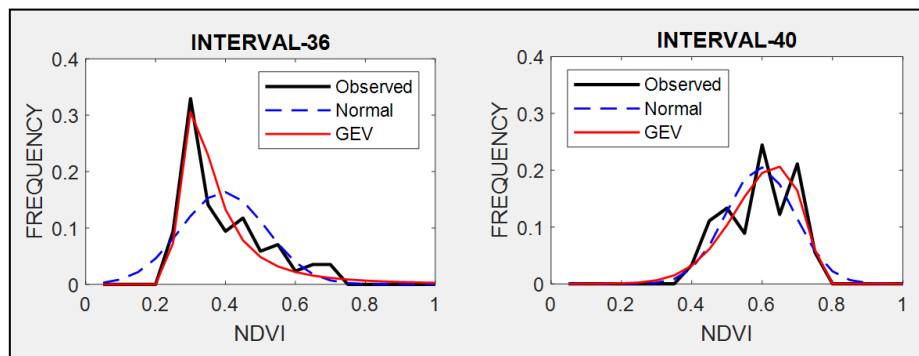 INTERVAL-36
0.4
0.3
0.2
0.1
0
FREQUENCY
Observed
Normal
GEV
0 0.2 0.4 0.6 0.8 1
NDVI
INTERVAL-40
0.4
0.3
0.2
0.1
0
FREQUENCY
Observed
Normal
GEV
0 0.2 0.4 0.6 0.8 1
NDVI